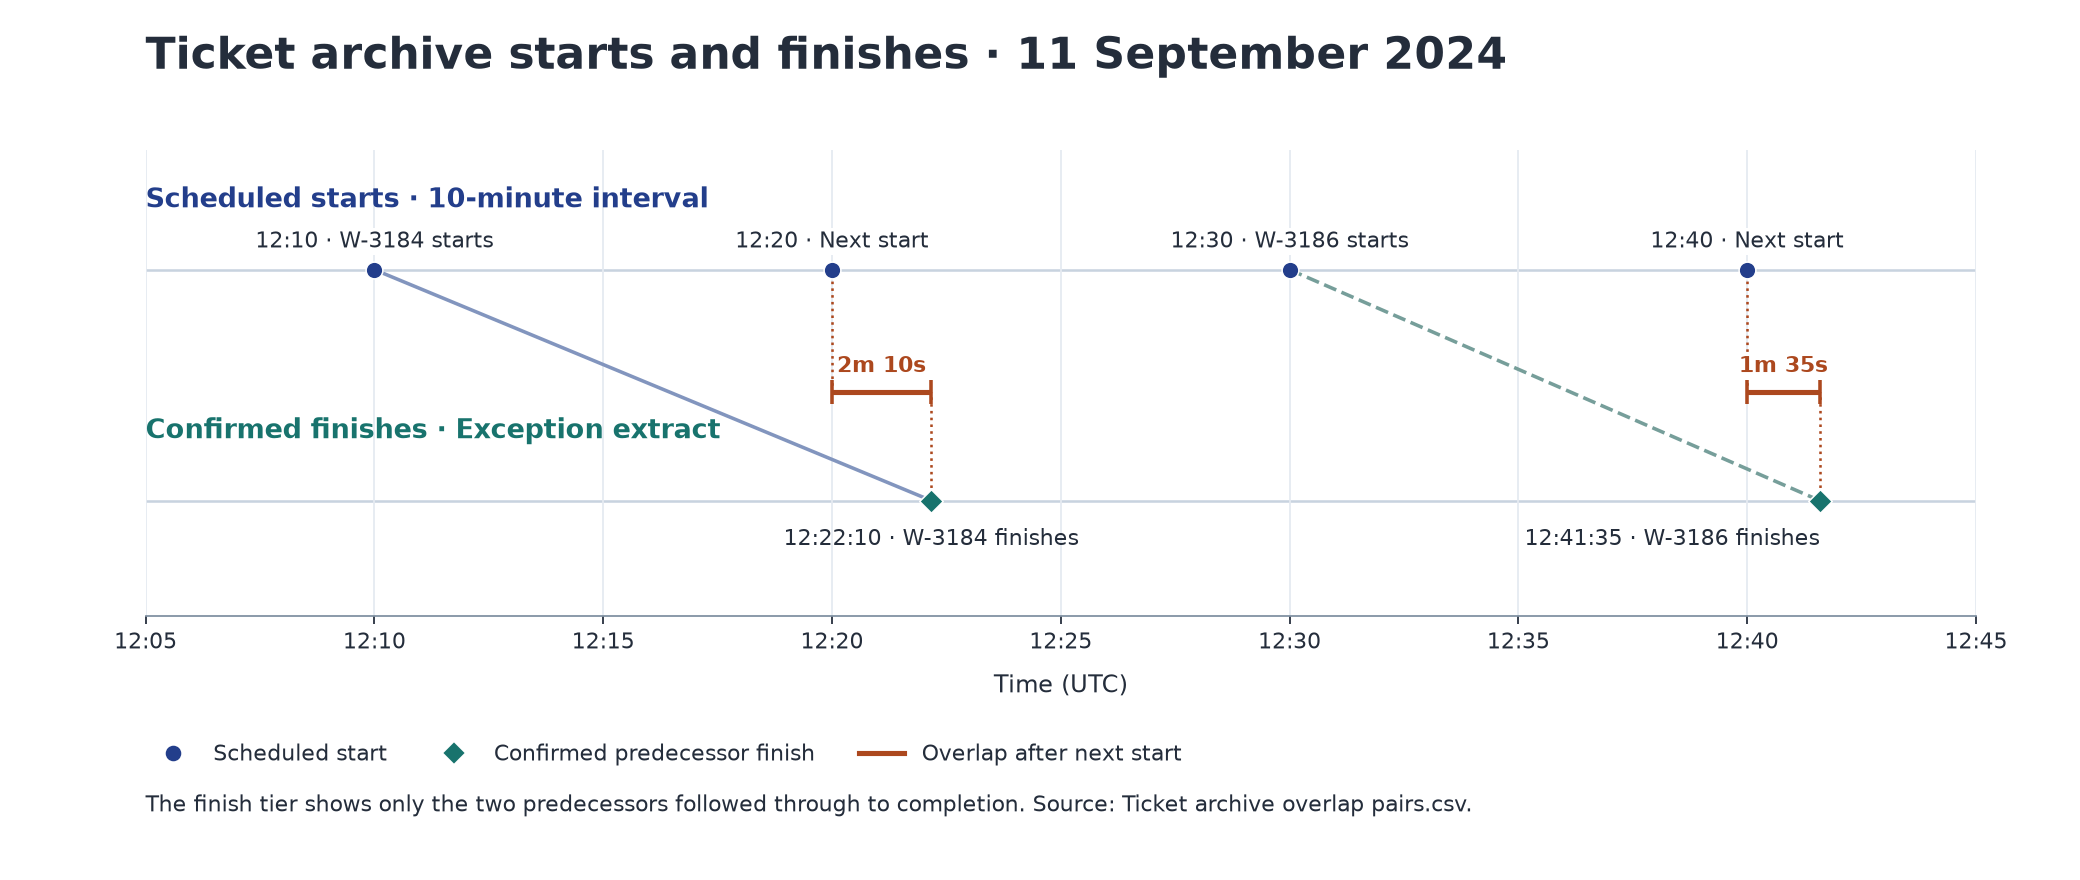 Ticket archive starts and finishes · 11 September 2024
Scheduled starts · 10-minute interval
12:10 · W-3184 starts
12:20 · Next start
12:30 · W-3186 starts
12:40 · Next start
2m 10s
1m 35s
Confirmed finishes · Exception extract
12:22:10 · W-3184 finishes
12:41:35 · W-3186 finishes
12:05
12:10
12:15
12:20
12:25
12:30
12:35
12:40
12:45
Time (UTC)
Scheduled start
Confirmed predecessor finish
Overlap after next start
The finish tier shows only the two predecessors followed through to completion. Source: Ticket archive overlap pairs.csv.